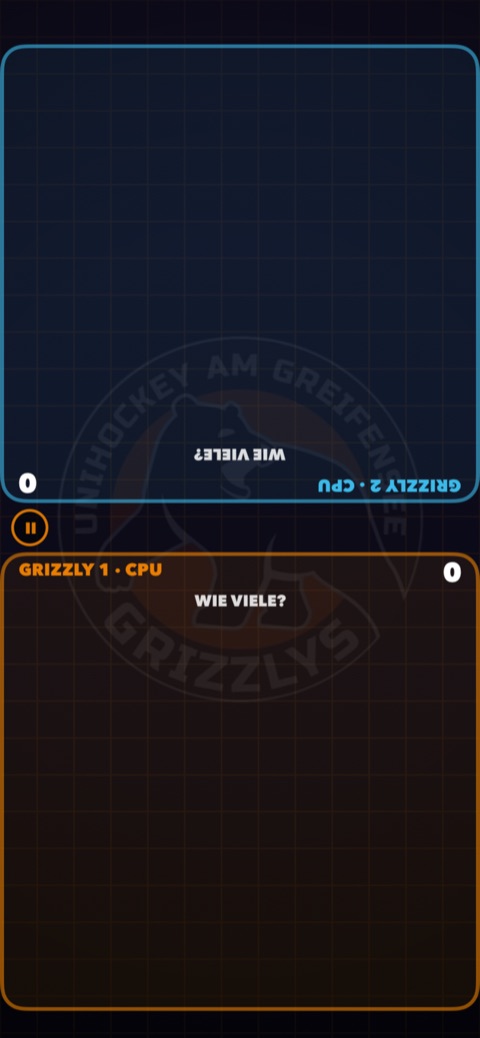 UNIHOCKEY AM GREIFENSEE
WIE VIELE?
0
GRIZZLY 2 · CPU
GRIZZLY 1 · CPU
0
WIE VIELE?
GRIZZLYS